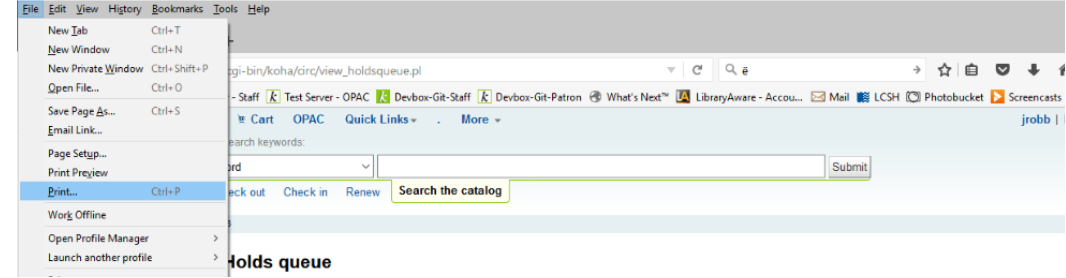 File Edit View History Bookmarks Tools Help
New Tab Ctrl+T
New Window Ctrl+N
New Private Window Ctrl+Shift+P
Open File... Ctrl+O
Save Page As... Ctrl+S
Email Link...
Page Setup...
Print Preview
Print... Ctrl+P
Work Offline
Open Profile Manager >
Launch another profile >
cgi-bin/koha/circ/view_holdsqueue.pl ë
- Staff Test Server - OPAC Devbox-Git-Staff Devbox-Git-Patron What's Next™ LibraryAware - Accou... Mail LCSH Photobucket Screencasts
Cart OPAC Quick Links . More jrobb |
earch keywords:
ord Submit
eck out Check in Renew Search the catalog
Holds queue